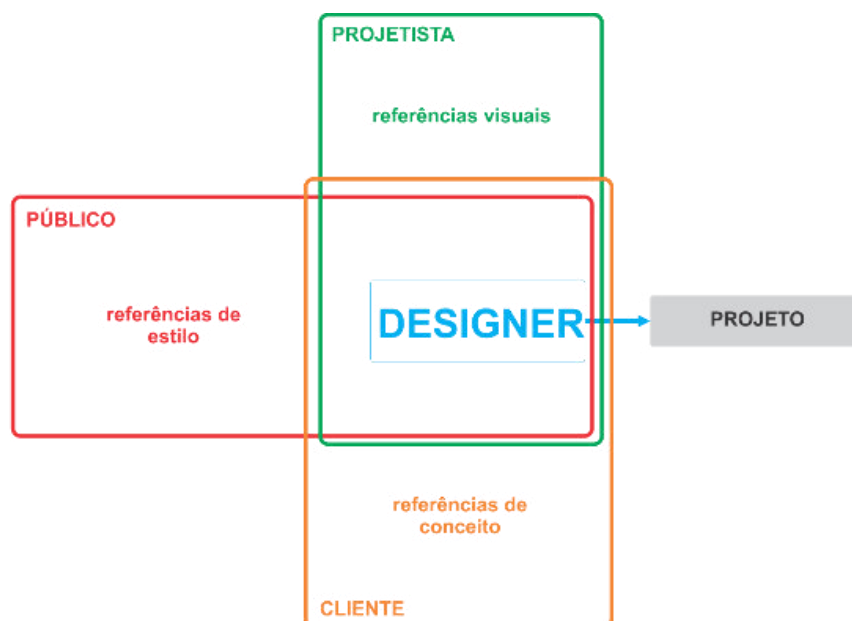 PROJETISTA
referências visuais
PÚBLICO
referências de
estilo
DESIGNER
PROJETO
referências de
conceito
CLIENTE